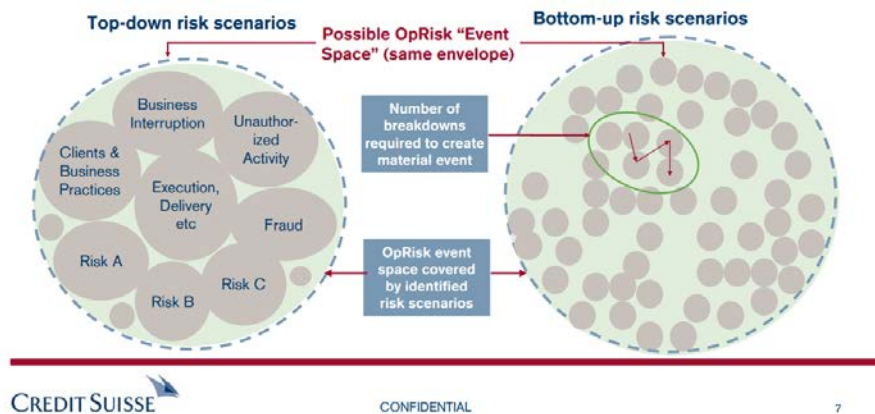 Top-down risk scenarios
Possible OpRisk “Event
Space” (same envelope)
Bottom-up risk scenarios
Business
Interruption
Unauthor-
ized
Activity
Clients &
Business
Practices
Execution,
Delivery
etc
Fraud
Risk A
Risk B
Risk C
Number of
breakdowns
required to create
material event
OpRisk event
space covered
by identified
risk scenarios
CREDIT SUISSE
CONFIDENTIAL
7